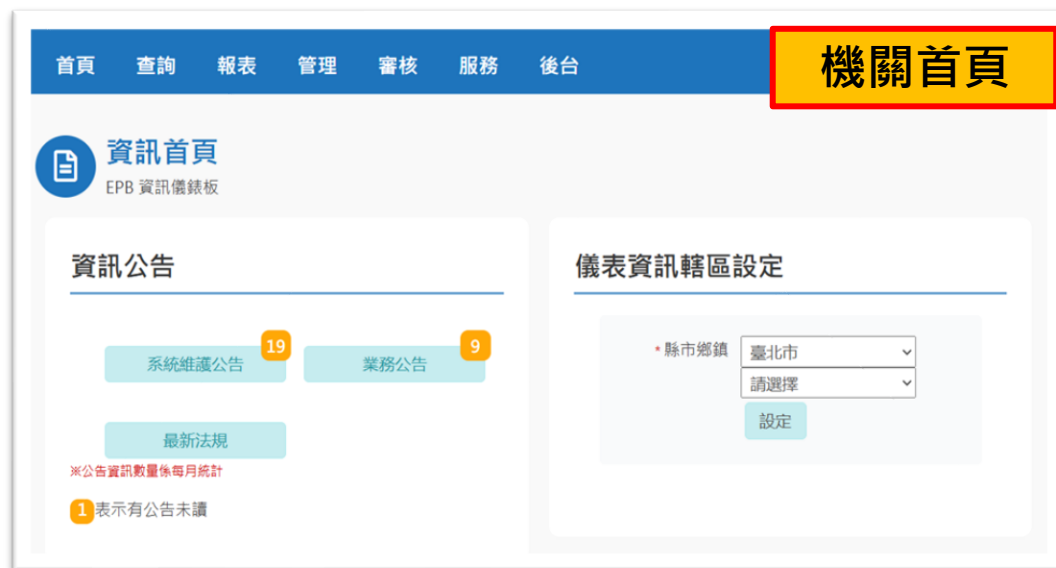 首頁 查詢 報表 管理 審核 服務 後台
機關首頁
資訊首頁
EPB 資訊儀錶板
資訊公告
系統維護公告 19
業務公告 9
最新法規
※公告資訊數量係每月統計
1 表示有公告未讀
儀表資訊轄區設定
*縣市鄉鎮 臺北市
請選擇
設定